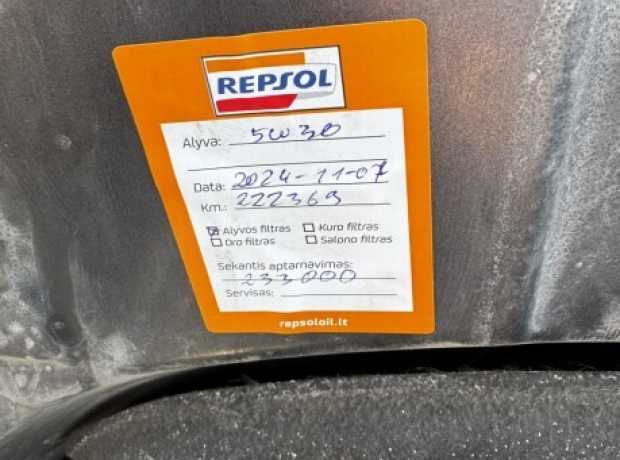 REPSOL
Alyva: 5W30
Data: 2024-11-07
Km.: 222369
Alyvos filtras Kuro filtras
Oro filtras Salono filtras
Sekantis aptarnavimas:
233000
Servisas:
repsoloil.lt